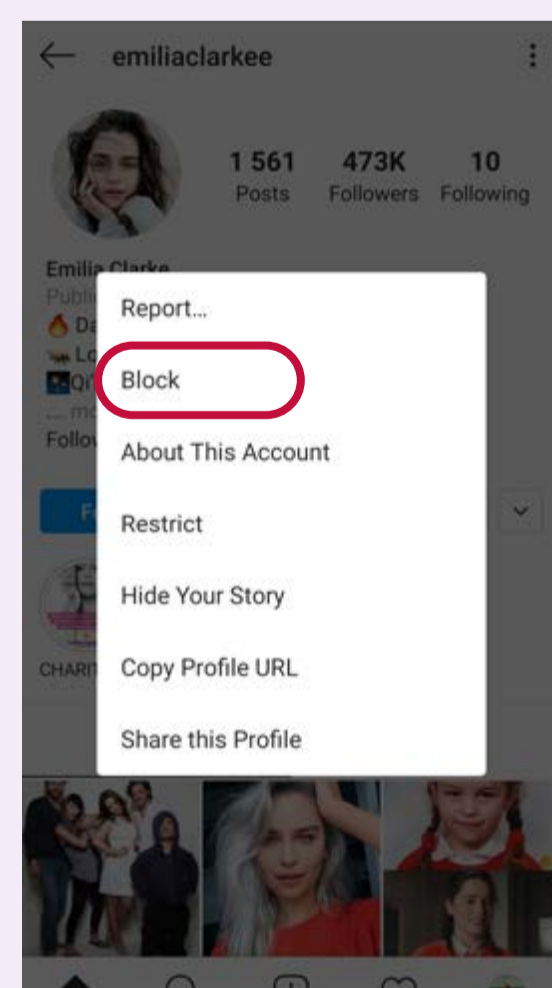 emiliaclarkee
1 561 473K 10
Posts Followers Following
Emilia Clarke
Report...
Block
About This Account
Restrict
Hide Your Story
Copy Profile URL
Share this Profile